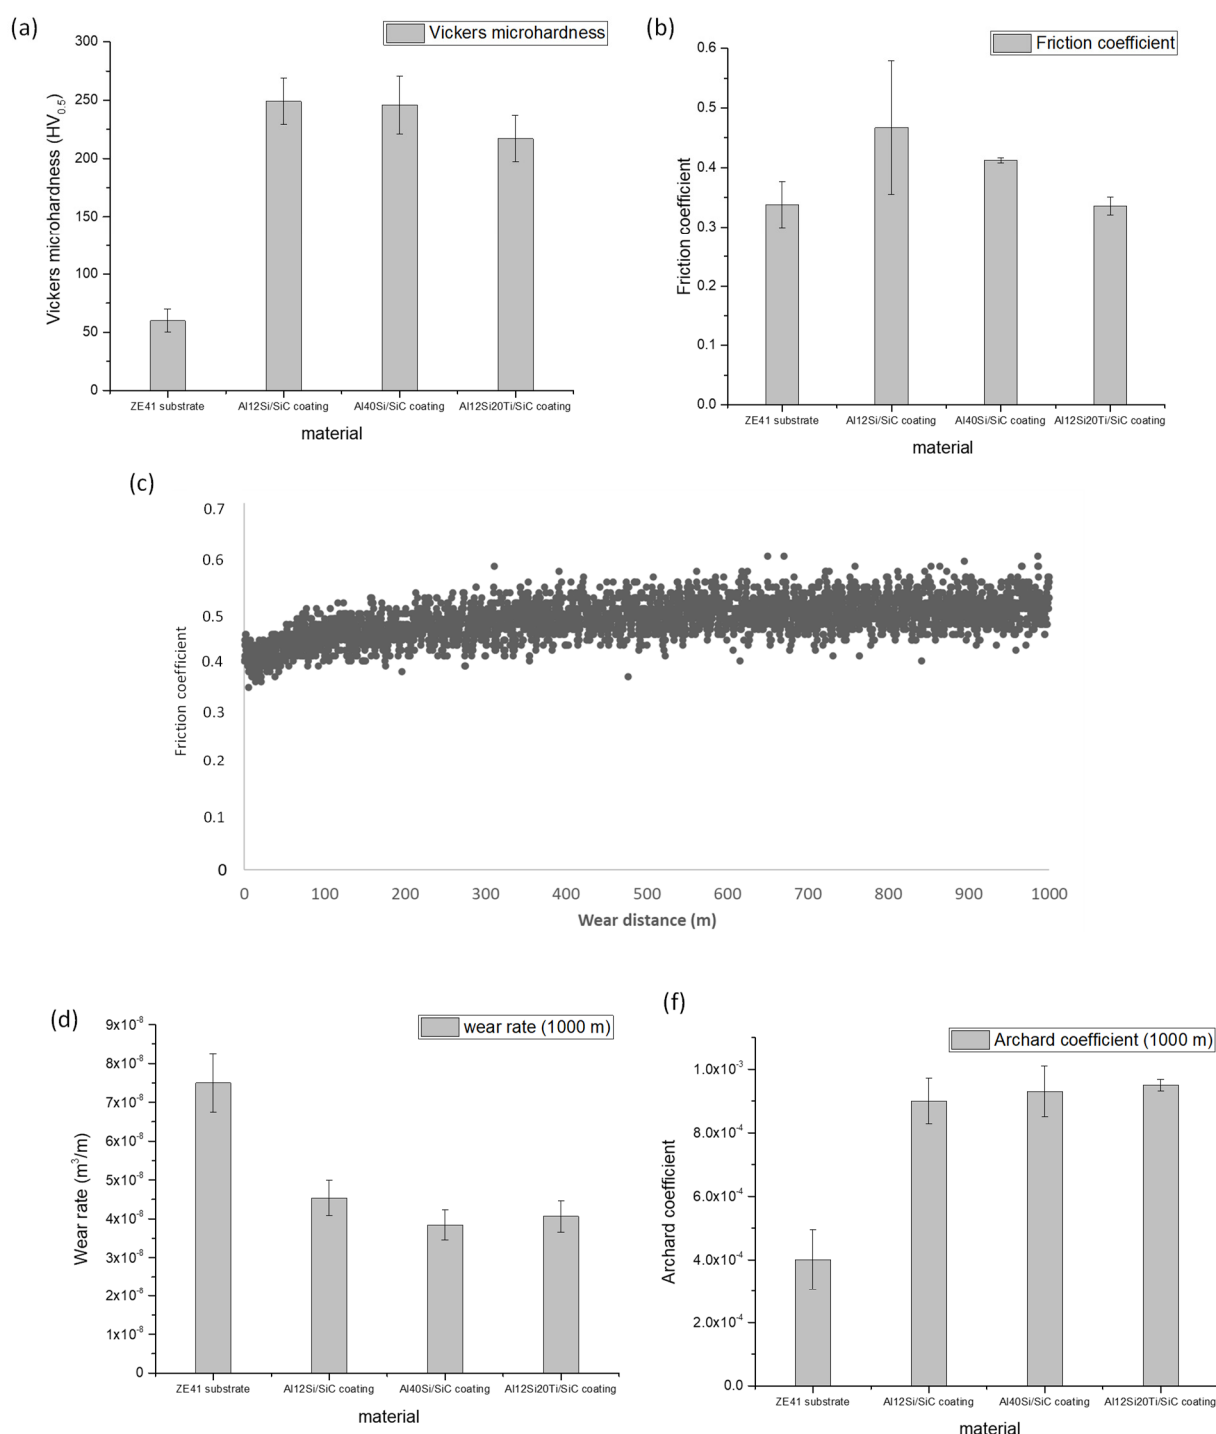 (a)
Vickers microhardness
Vickers microhardness (HV0.5)
300
250
200
150
100
50
0
ZE41 substrate Al12Si/SiC coating Al40Si/SiC coating Al12Si20Ti/SiC coating
material
(b)
Friction coefficient
Friction coefficient
0.6
0.5
0.4
0.3
0.2
0.1
0.0
ZE41 substrate Al12Si/SiC coating Al40Si/SiC coating Al12Si20Ti/SiC coating
material
(c)
Friction coefficient
0.7
0.6
0.5
0.4
0.3
0.2
0.1
0
0 100 200 300 400 500 600 700 800 900 1000
Wear distance (m)
(d)
wear rate (1000 m)
Wear rate (m³/m)
9x10⁻⁸
8x10⁻⁸
7x10⁻⁸
6x10⁻⁸
5x10⁻⁸
4x10⁻⁸
3x10⁻⁸
2x10⁻⁸
1x10⁻⁸
0
ZE41 substrate Al12Si/SiC coating Al40Si/SiC coating Al12Si20Ti/SiC coating
material
(f)
Archard coefficient (1000 m)
Archard coefficient
1.0x10⁻³
8.0x10⁻⁴
6.0x10⁻⁴
4.0x10⁻⁴
2.0x10⁻⁴
0.0
ZE41 substrate Al12Si/SiC coating Al40Si/SiC coating Al12Si20Ti/SiC coating
material